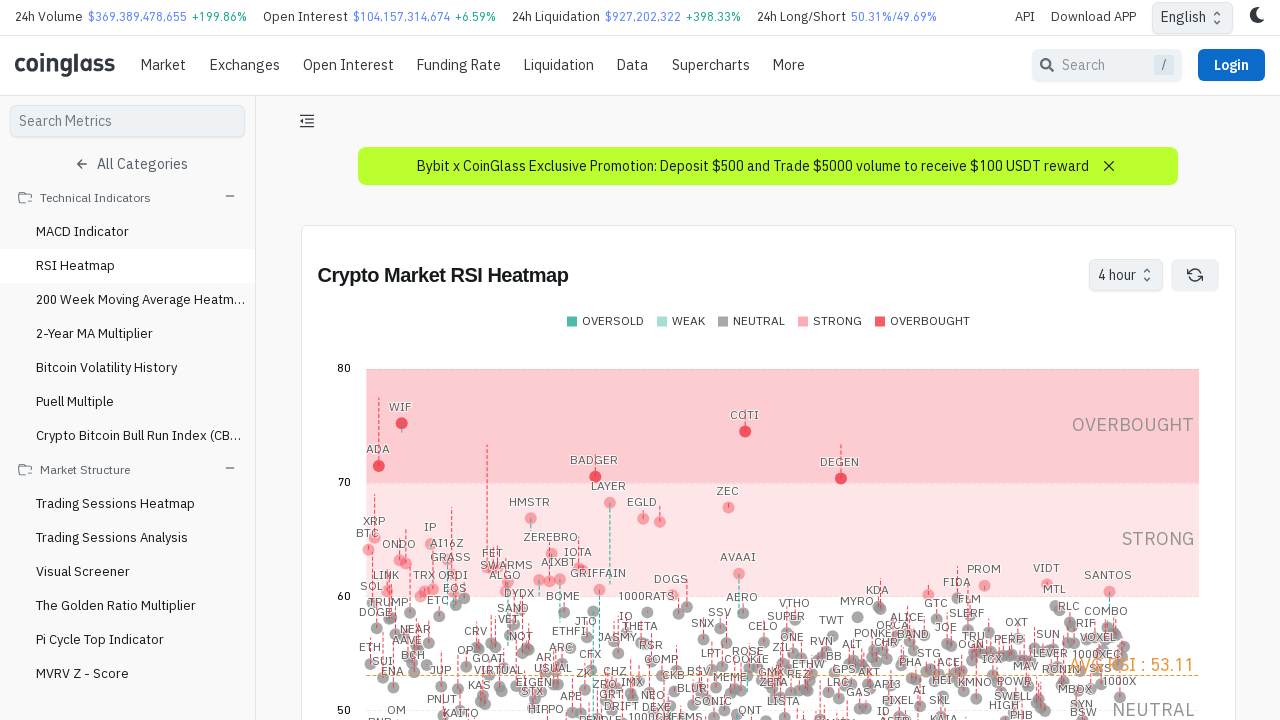 24h Volume $369,389,478,655 +199.86% Open Interest $104,157,314,674 +6.59% 24h Liquidation $927,202,322 +398.33% 24h Long/Short 50.31%/49.69% API Download APP English
coinglass Market Exchanges Open Interest Funding Rate Liquidation Data Supercharts More Search / Login
Search Metrics
All Categories
Technical Indicators
MACD Indicator
RSI Heatmap
200 Week Moving Average Heatm...
2-Year MA Multiplier
Bitcoin Volatility History
Puell Multiple
Crypto Bitcoin Bull Run Index (CB...
Market Structure
Trading Sessions Heatmap
Trading Sessions Analysis
Visual Screener
The Golden Ratio Multiplier
Pi Cycle Top Indicator
MVRV Z - Score
Bybit x CoinGlass Exclusive Promotion: Deposit $500 and Trade $5000 volume to receive $100 USDT reward
Crypto Market RSI Heatmap
4 hour
OVERSOLD WEAK NEUTRAL STRONG OVERBOUGHT
80
WIF COTI
OVERBOUGHT
ADA BADGER DEGEN
70
LAYER ZEC
HMSTR EGLD
XRP IP
BTC ZEREBRO STRONG
ONDO AI16Z
FET IOTA
GRASS AVAAI
SWARMS AIXBT
LINK TRX ORDI ALGO GRIFFAIN PROM VIDT SANTOS
SOL EOS DOGS KDA FIDA MTL
60
DYDX BOME 1000RATS AERO
TRUMP ETC VTHO MYRO GTC FLM RLC
DOGE SAND SSV COMBO
VET JTO IO SUPER TWT ALICE SLERF
NEAR CRV NOT ETHFI THETA SNX CELO ORCA JOE OXT RIF
AAVE JASMY ONE PONKE BAND TRU SUN VOXEL
ETH OP ARC RSR ZIL RVN ALT CHR OGN PERP
SUI BCH GOAT CFX COMP LPT ROSE BB STG TCX LEVER 1000XEC
ENA JUP VIRTUAL USUAL ZK CHZ CKB BSV COOKIE ETHW GPS PHA ACE MAV RONIN SYS
AVG RSI : 53.11
KAS EIGEN ZRO IMX MEME REZ AKT HEI KMNO POWR 1000X
STX GRT NEO BLUR ZETA LRC API3 AI MBOX
PNUT APE DRIFT DEXE SONIC LISTA GAS PIXEL SKL SWELL SYN
OM KAITO HIPPO QNT ID HIGH BSW
50
1000CHEEMS PHB NEUTRAL